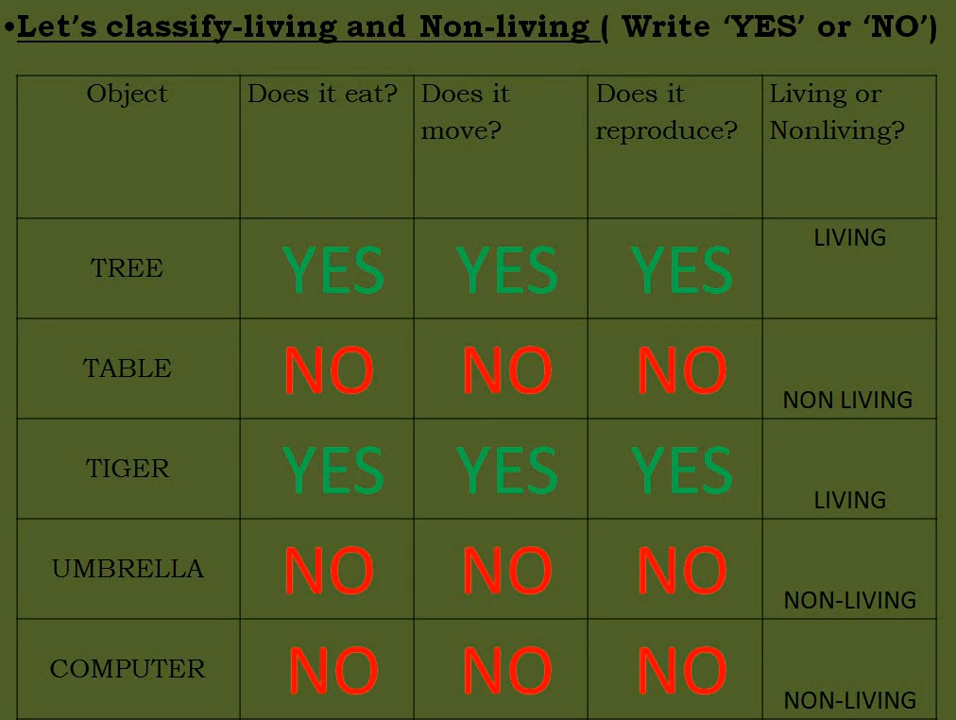 •Let’s classify-living and Non-living ( Write ‘YES’ or ‘NO’)
Object Does it eat? Does it move? Does it reproduce? Living or Nonliving?
TREE YES YES YES LIVING
TABLE NO NO NO NON LIVING
TIGER YES YES YES LIVING
UMBRELLA NO NO NO NON-LIVING
COMPUTER NO NO NO NON-LIVING